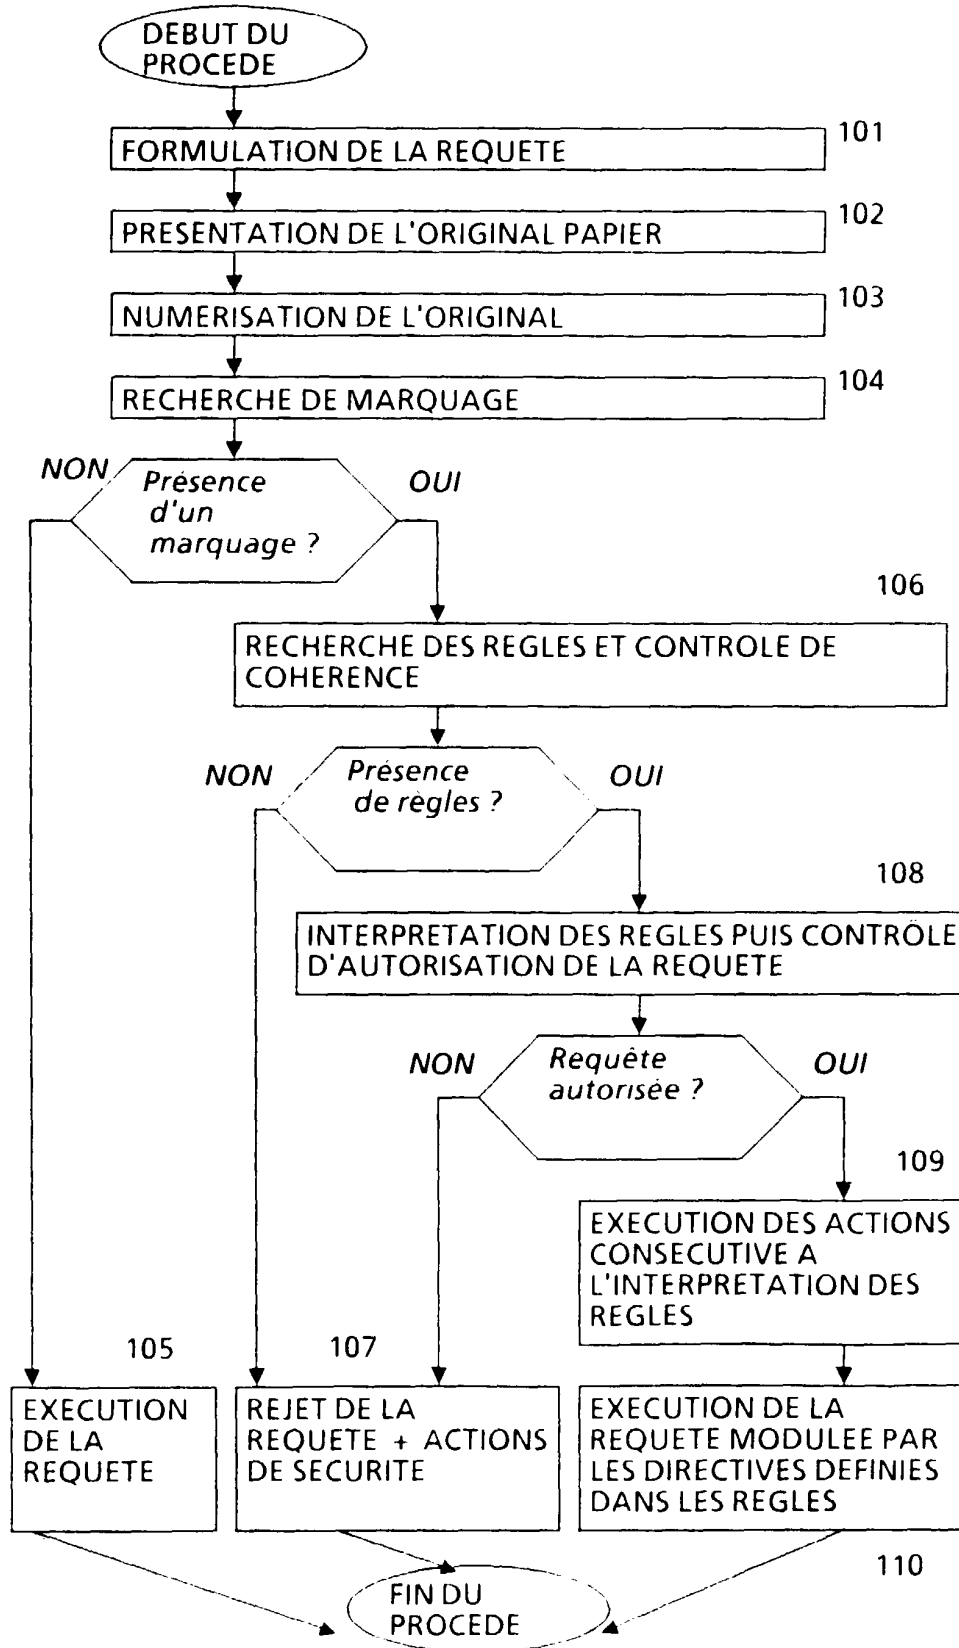 DEBUT DU
PROCEDE
101
FORMULATION DE LA REQUETE
102
PRESENTATION DE L'ORIGINAL PAPIER
103
NUMERISATION DE L'ORIGINAL
104
RECHERCHE DE MARQUAGE
NON
Présence
d'un
marquage ?
OUI
106
RECHERCHE DES REGLES ET CONTROLE DE
COHERENCE
NON
Présence
de règles ?
OUI
108
INTERPRETATION DES REGLES PUIS CONTRÔLE
D'AUTORISATION DE LA REQUETE
NON
Requête
autorisée ?
OUI
109
EXECUTION DES ACTIONS
CONSECUTIVE A
L'INTERPRETATION DES
REGLES
105
EXECUTION
DE LA
REQUETE
107
REJET DE LA
REQUETE + ACTIONS
DE SECURITE
EXECUTION DE LA
REQUETE MODULEE PAR
LES DIRECTIVES DEFINIES
DANS LES REGLES
110
FIN DU
PROCEDE